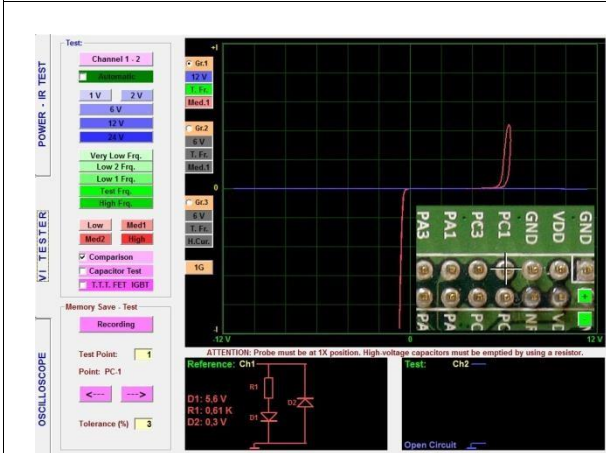 POWER - IR TEST
VI TESTER
OSCILLOSCOPE
Test:
Channel 1 - 2
Automatic
1 V 2 V
6 V
12 V
24 V
Very Low Frq.
Low 2 Frq.
Low 1 Frq.
Test Frq.
High Frq.
Low Med1
Med2 High
Comparison
Capacitor Test
T.T.T. FET IGBT
Memory Save - Test
Recording
Test Point: 1
Point: PC-1
<--- --->
Tolerance (%) 3
Gr.1
12 V
T. Fr.
Med.1
Gr.2
6 V
T. Fr.
Med.1
Gr.3
6 V
T. Fr.
H.Cur.
1G
+I
0
-I
-12 V 0 12 V
PA3 PA1 PC3 PC1 GND VDD GND
ATTENTION: Probe must be at 1X position. High-voltage capacitors must be emptied by using a resistor.
Reference: Ch1
D1: 5,6 V
R1: 0,61 K
D2: 0,3 V
R1
D1
D2
Test: Ch2
Open Circuit